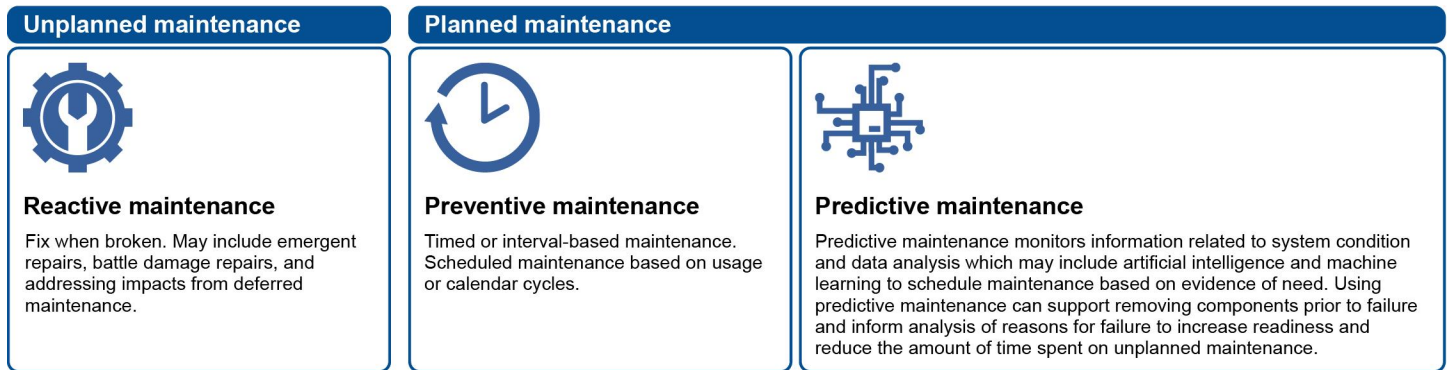 Unplanned maintenance
Planned maintenance
Reactive maintenance
Fix when broken. May include emergent
repairs, battle damage repairs, and
addressing impacts from deferred
maintenance.
Preventive maintenance
Timed or interval-based maintenance.
Scheduled maintenance based on usage
or calendar cycles.
Predictive maintenance
Predictive maintenance monitors information related to system condition
and data analysis which may include artificial intelligence and machine
learning to schedule maintenance based on evidence of need. Using
predictive maintenance can support removing components prior to failure
and inform analysis of reasons for failure to increase readiness and
reduce the amount of time spent on unplanned maintenance.